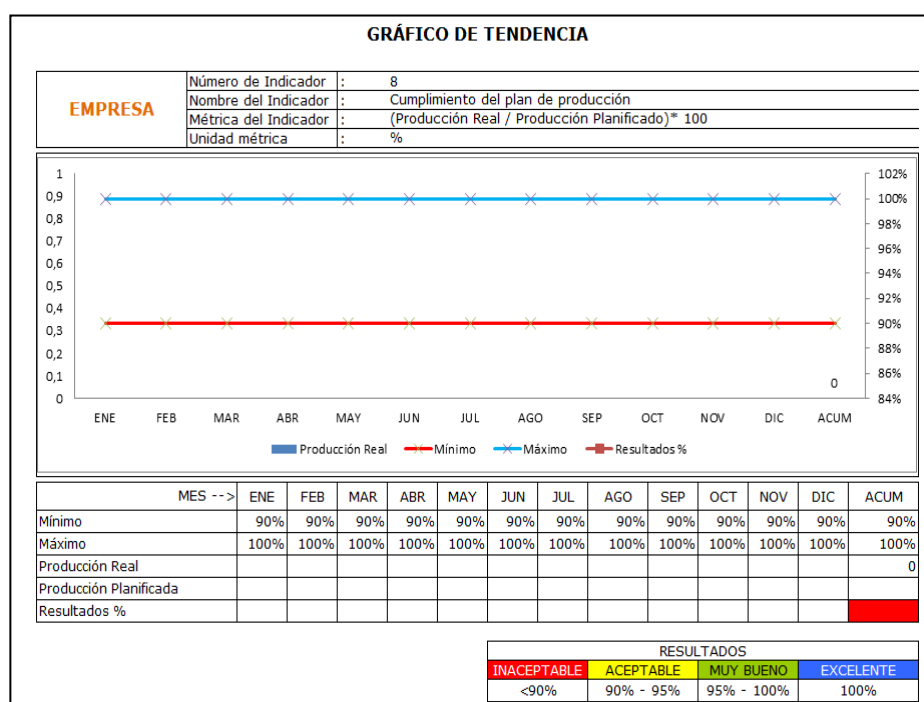 GRÁFICO DE TENDENCIA
EMPRESA
Número de Indicador : 8
Nombre del Indicador : Cumplimiento del plan de producción
Métrica del Indicador : (Producción Real / Producción Planificado)* 100
Unidad métrica : %
1 102%
0,9 100%
0,8 98%
0,7 96%
0,6 94%
0,5 92%
0,4 90%
0,3 88%
0,2 86%
0,1 84%
0
0
ENE FEB MAR ABR MAY JUN JUL AGO SEP OCT NOV DIC ACUM
Producción Real Mínimo Máximo Resultados %
MES --> ENE FEB MAR ABR MAY JUN JUL AGO SEP OCT NOV DIC ACUM
Mínimo 90% 90% 90% 90% 90% 90% 90% 90% 90% 90% 90% 90% 90%
Máximo 100% 100% 100% 100% 100% 100% 100% 100% 100% 100% 100% 100% 100%
Producción Real 0
Producción Planificada
Resultados %
RESULTADOS
INACEPTABLE ACEPTABLE MUY BUENO EXCELENTE
<90% 90% - 95% 95% - 100% 100%